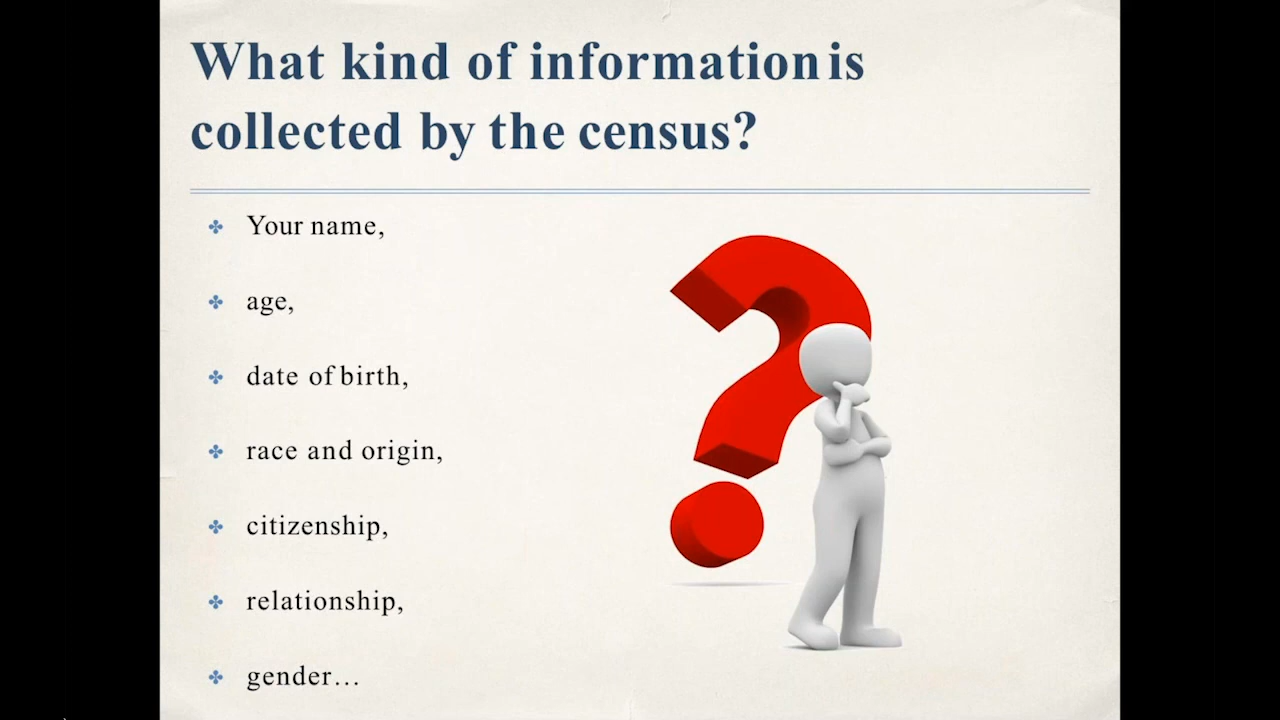 What kind of information is
collected by the census?
Your name,
age,
date of birth,
race and origin,
citizenship,
relationship,
gender…